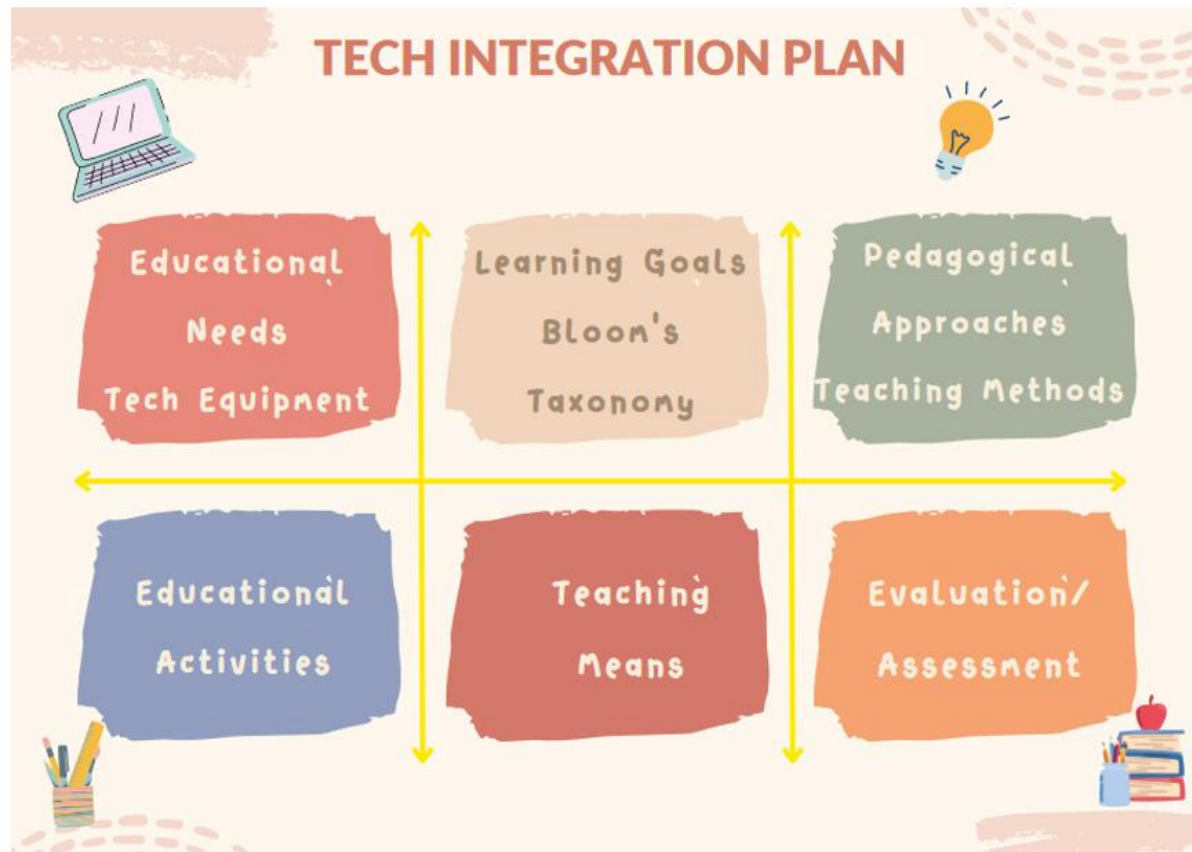 TECH INTEGRATION PLAN
Educational
Needs
Tech Equipment
Learning Goals
Bloom's
Taxonomy
Pedagogical
Approaches
Teaching Methods
Educational
Activities
Teaching
Means
Evaluation/
Assessment